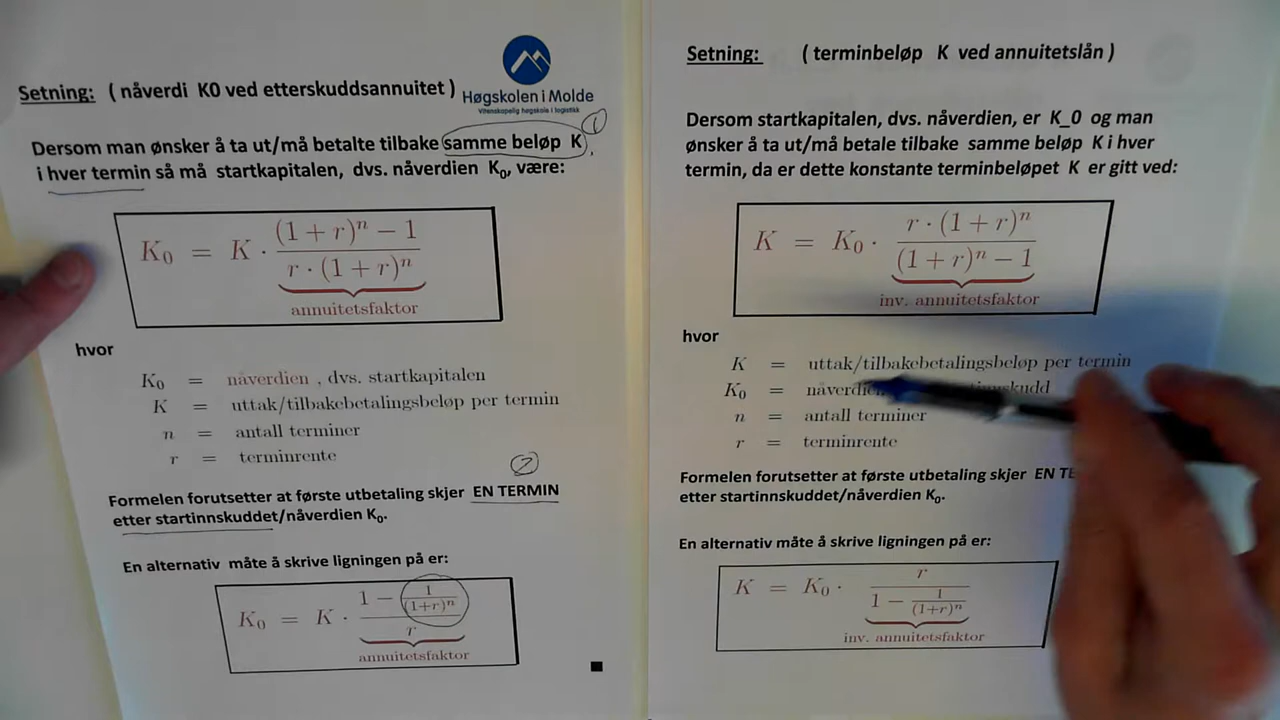 Setning: ( nåverdi K0 ved etterskuddsannuitet )
Høgskolen i Molde
Vitenskapelig høgskole i logistikk
Dersom man ønsker å ta ut/må betalte tilbake samme beløp K, 1
i hver termin så må startkapitalen, dvs. nåverdien K₀, være:
K₀ = K · ((1 + r)ⁿ − 1) / (r · (1 + r)ⁿ)
annuitetsfaktor
hvor
K₀ = nåverdien , dvs. startkapitalen
K = uttak/tilbakebetalingsbeløp per termin
n = antall terminer
r = terminrente
2
Formelen forutsetter at første utbetaling skjer EN TERMIN
etter startinnskuddet/nåverdien K₀.
En alternativ måte å skrive ligningen på er:
K₀ = K · (1 − 1/(1+r)ⁿ) / r
annuitetsfaktor
Setning: ( terminbeløp K ved annuitetslån )
Dersom startkapitalen, dvs. nåverdien, er K_0 og man
ønsker å ta ut/må betale tilbake samme beløp K i hver
termin, da er dette konstante terminbeløpet K er gitt ved:
K = K₀ · (r · (1 + r)ⁿ) / ((1 + r)ⁿ − 1)
inv. annuitetsfaktor
hvor
K = uttak/tilbakebetalingsbeløp per termin
K₀ =
n = antall terminer
r = terminrente
Formelen forutsetter at første utbetaling skjer EN
etter startinnskuddet/nåverdien K₀.
En alternativ måte å skrive ligningen på er:
K = K₀ · r / (1 − 1/(1+r)ⁿ)
inv. annuitetsfaktor